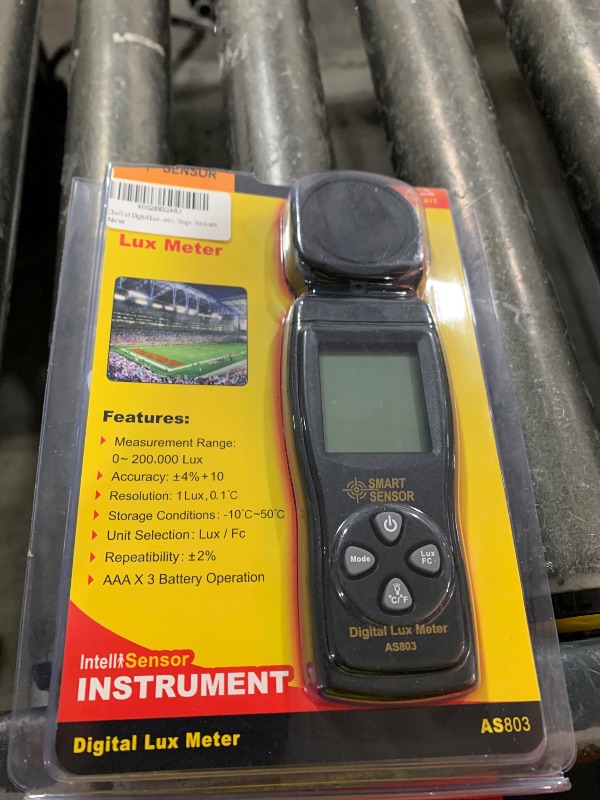 SENSOR
New
Lux Meter
Features:
Measurement Range:
0~ 200.000 Lux
Accuracy: ±4% + 10
Resolution: 1Lux,0.1℃
Storage Conditions: -10℃~50℃
Unit Selection: Lux / Fc
Repeatibility: ±2%
AAA X 3 Battery Operation
SMART
SENSOR
Mode
Lux
FC
℃/℉
Digital Lux Meter
AS803
IntelliSensor
INSTRUMENT
Digital Lux Meter
AS803